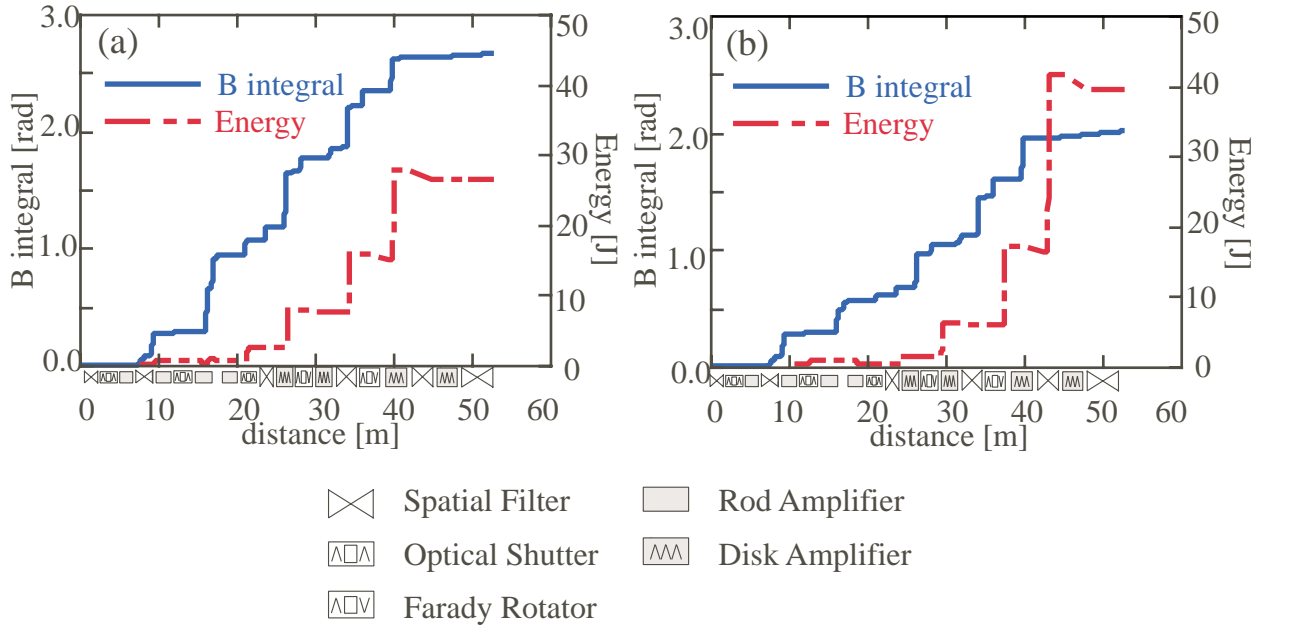 (a)
B integral
Energy
3.0
2.0
1.0
0.0
B integral [rad]
50
40
30
20
10
0
Energy [J]
0 10 20 30 40 50 60
distance [m]
(b)
B integral
Energy
3.0
2.0
1.0
0.0
B integral [rad]
50
40
30
20
10
0
Energy [J]
0 10 20 30 40 50 60
distance [m]
Spatial Filter
Rod Amplifier
Optical Shutter
Disk Amplifier
Farady Rotator